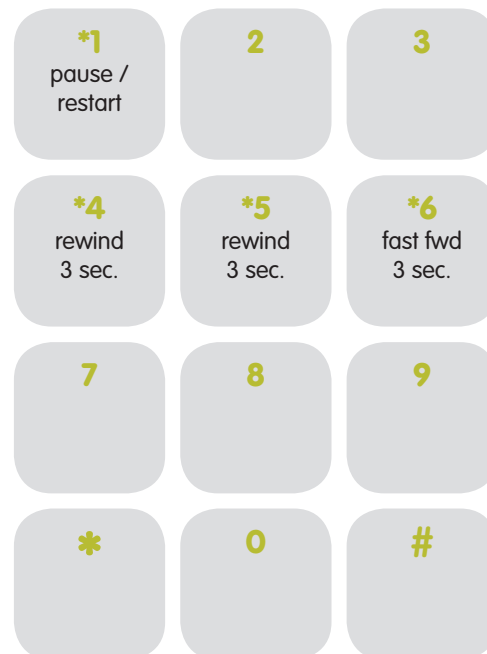 *1 2 3
pause /
restart
*4 *5 *6
rewind rewind fast fwd
3 sec. 3 sec. 3 sec.
7 8 9
* 0 #